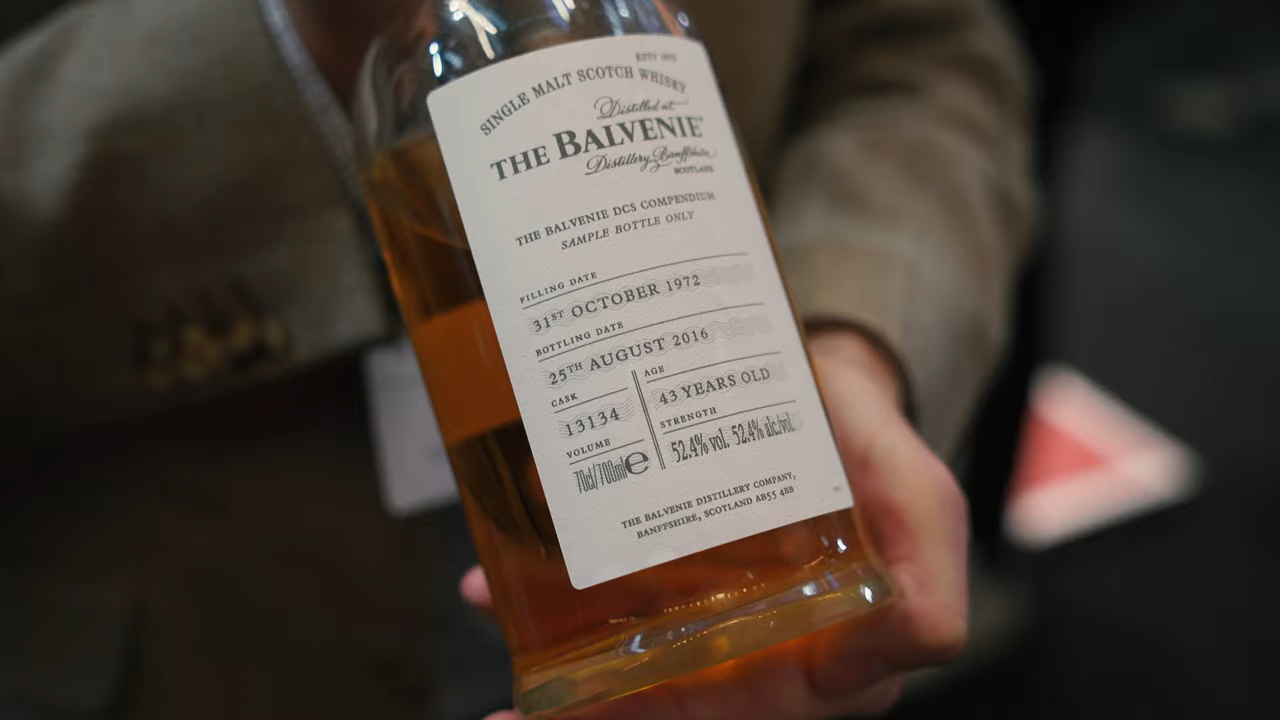 ESTD 1892
SINGLE MALT SCOTCH WHISKY
Distilled at
THE BALVENIE
Distillery Banffshire
SCOTLAND
THE BALVENIE DCS COMPENDIUM
SAMPLE BOTTLE ONLY
FILLING DATE
31ST OCTOBER 1972
BOTTLING DATE
25TH AUGUST 2016
CASK
13134
AGE
43 YEARS OLD
VOLUME
70cl/700ml e
STRENGTH
52.4% vol. 52.4% alc./vol.
THE BALVENIE DISTILLERY COMPANY,
BANFFSHIRE, SCOTLAND AB55 4BB